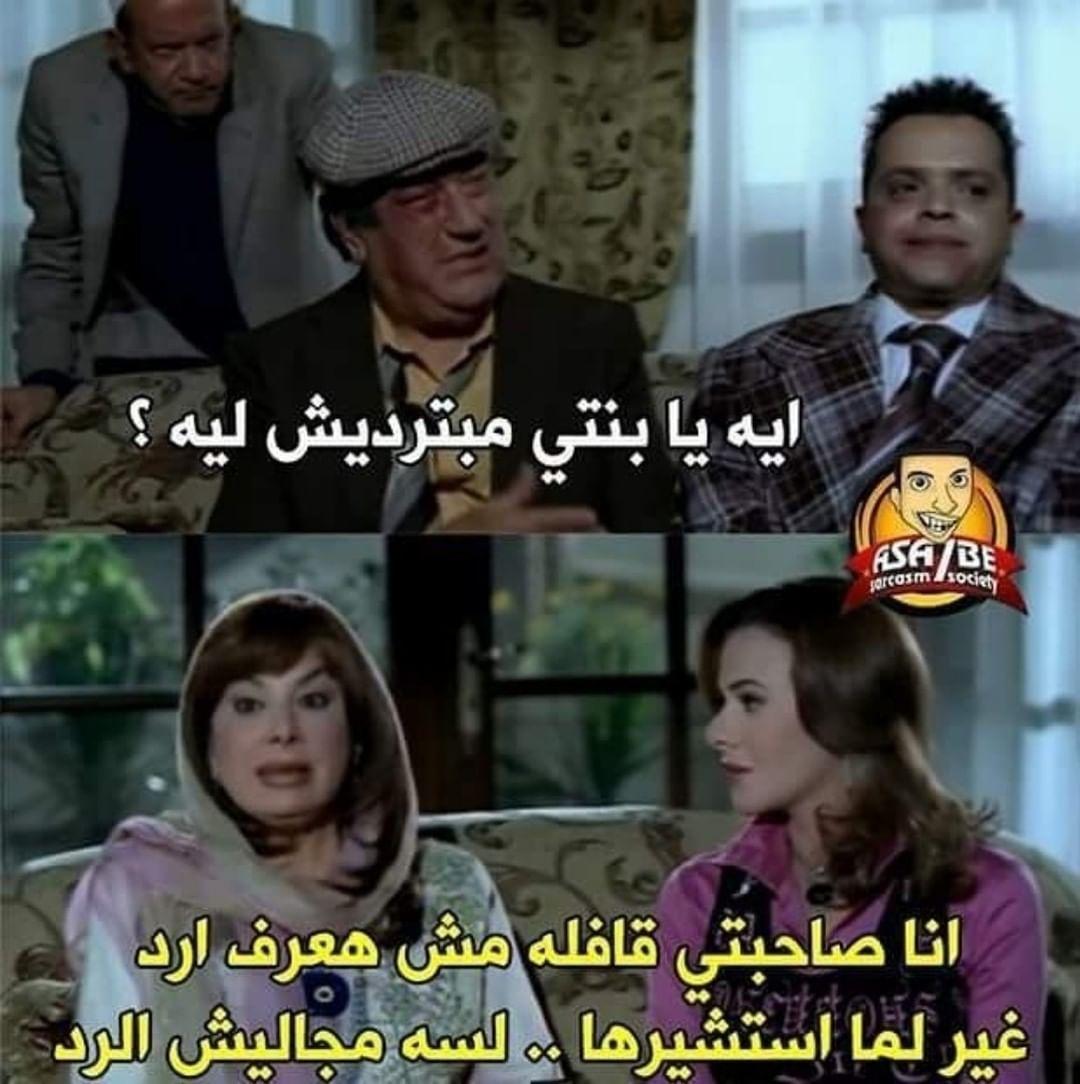 ايه يا بنتي مبترديش ليه ؟
ASA/BE
sarcasm society
انا صاحبتي قافله مش هعرف ارد
غير لما استشيرها .. لسه مجاليش الرد